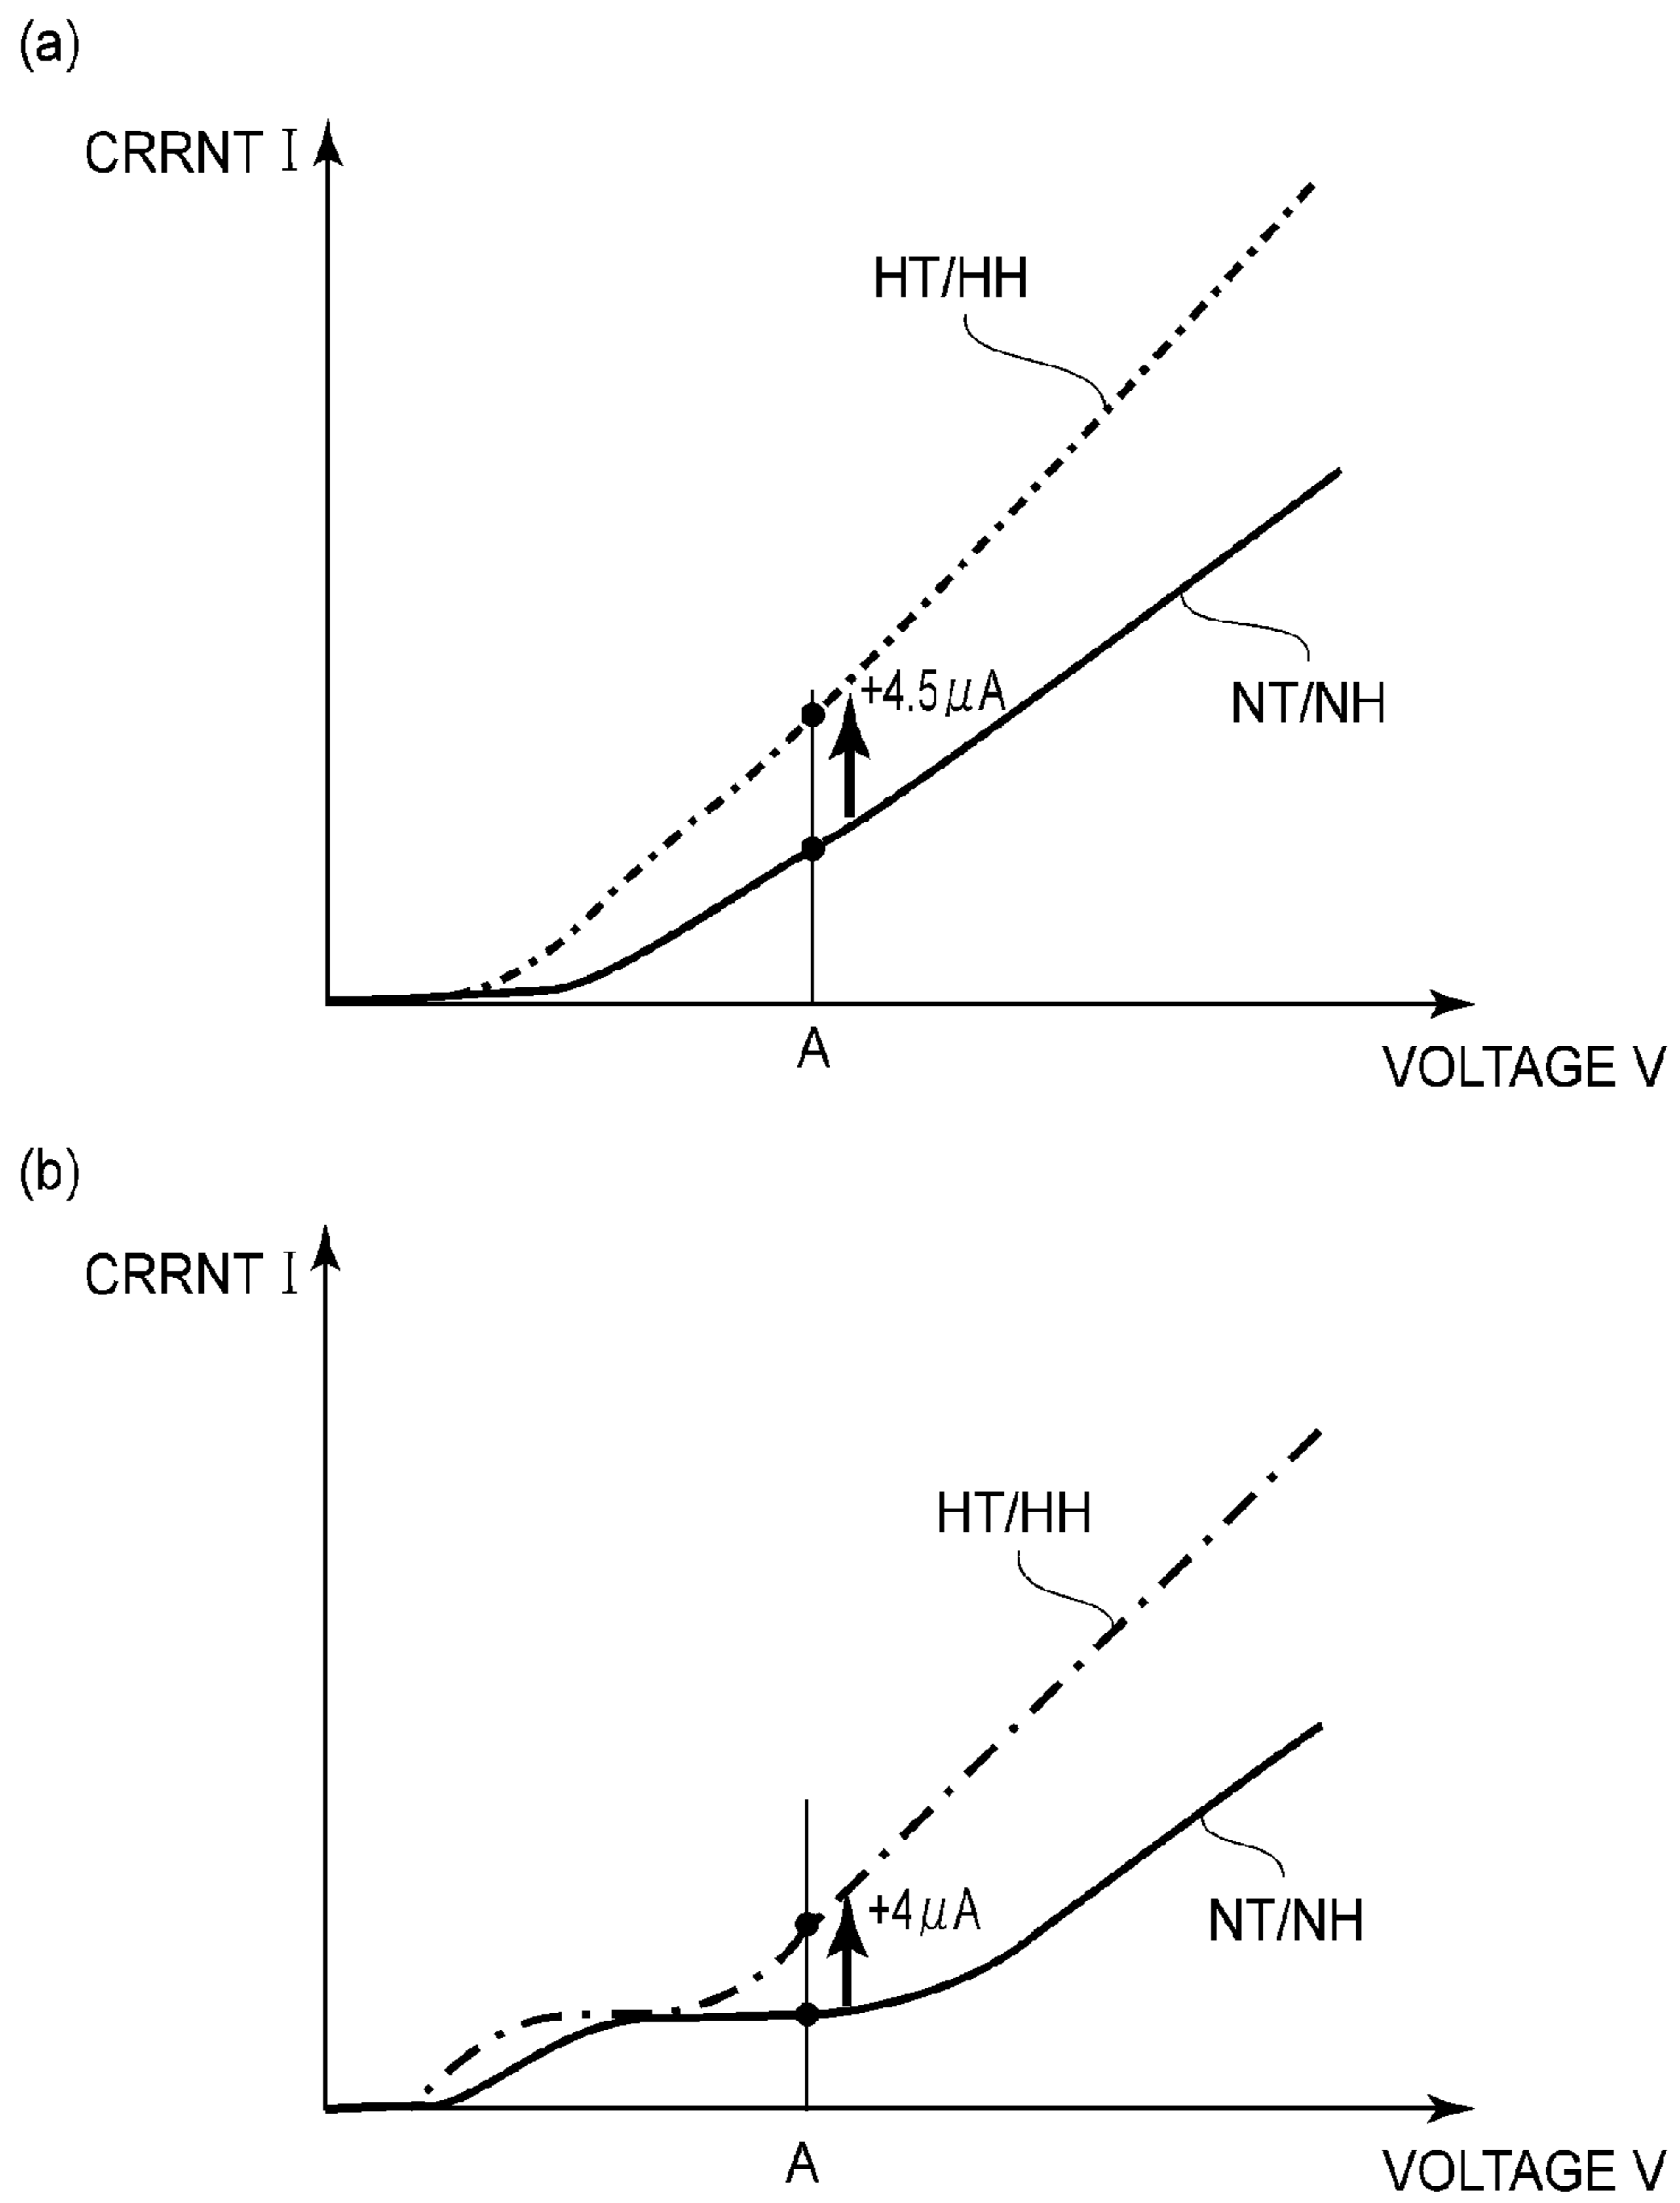 (a)
CRRNT I
HT/HH
+4.5μA
NT/NH
A
VOLTAGE V
(b)
CRRNT I
HT/HH
+4μA
NT/NH
A
VOLTAGE V